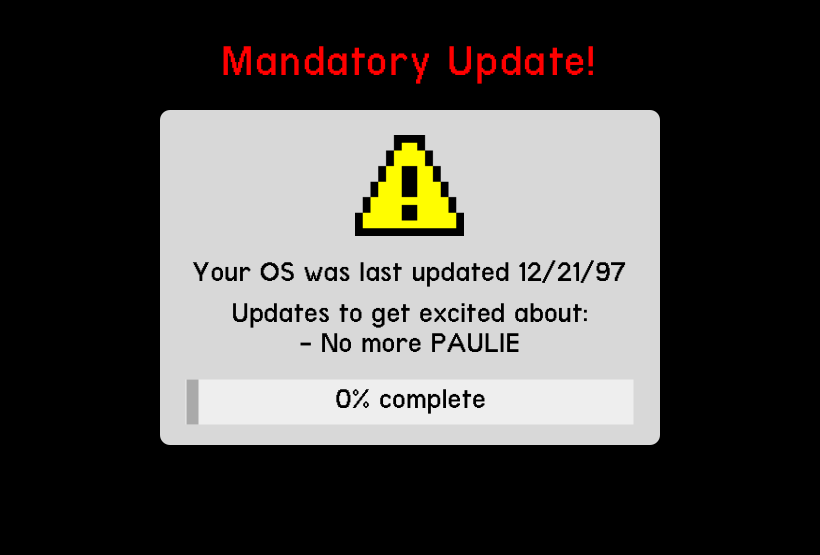 Mandatory Update!
Your OS was last updated 12/21/97
Updates to get excited about:
- No more PAULIE
0% complete